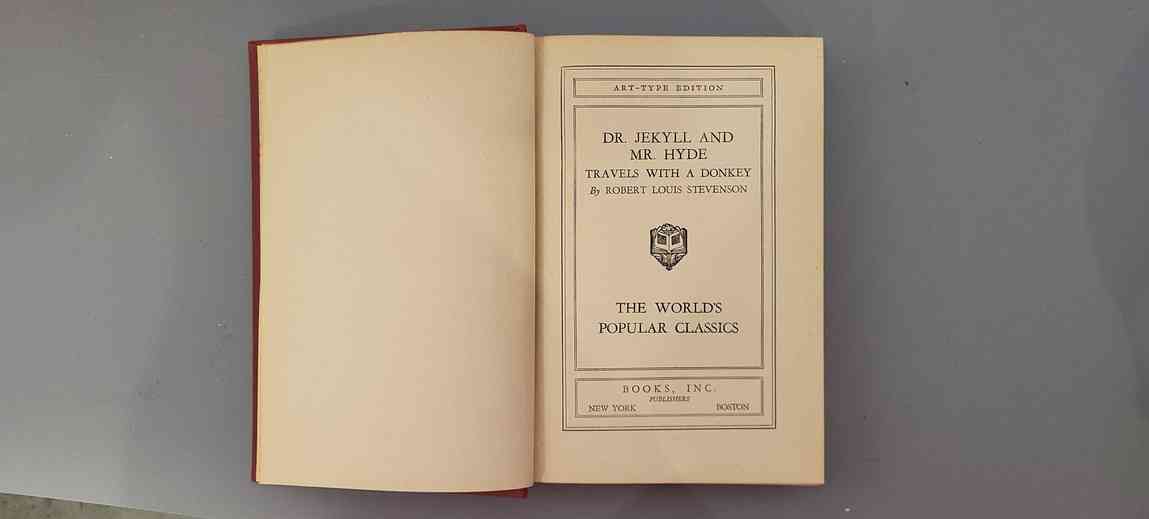 ART-TYPE EDITION
DR. JEKYLL AND
MR. HYDE
TRAVELS WITH A DONKEY
By ROBERT LOUIS STEVENSON
THE WORLD'S
POPULAR CLASSICS
BOOKS, INC.
PUBLISHERS
NEW YORK BOSTON